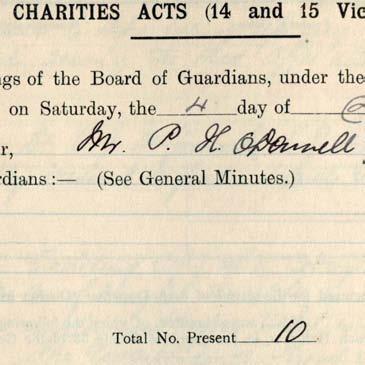 CHARITIES ACTS (14 and 15 Vic
ngs of the Board of Guardians, under the
on Saturday, the 4 day of
r, Mr. P. H. O'Donnell
rdians:— (See General Minutes.)
Total No. Present 10